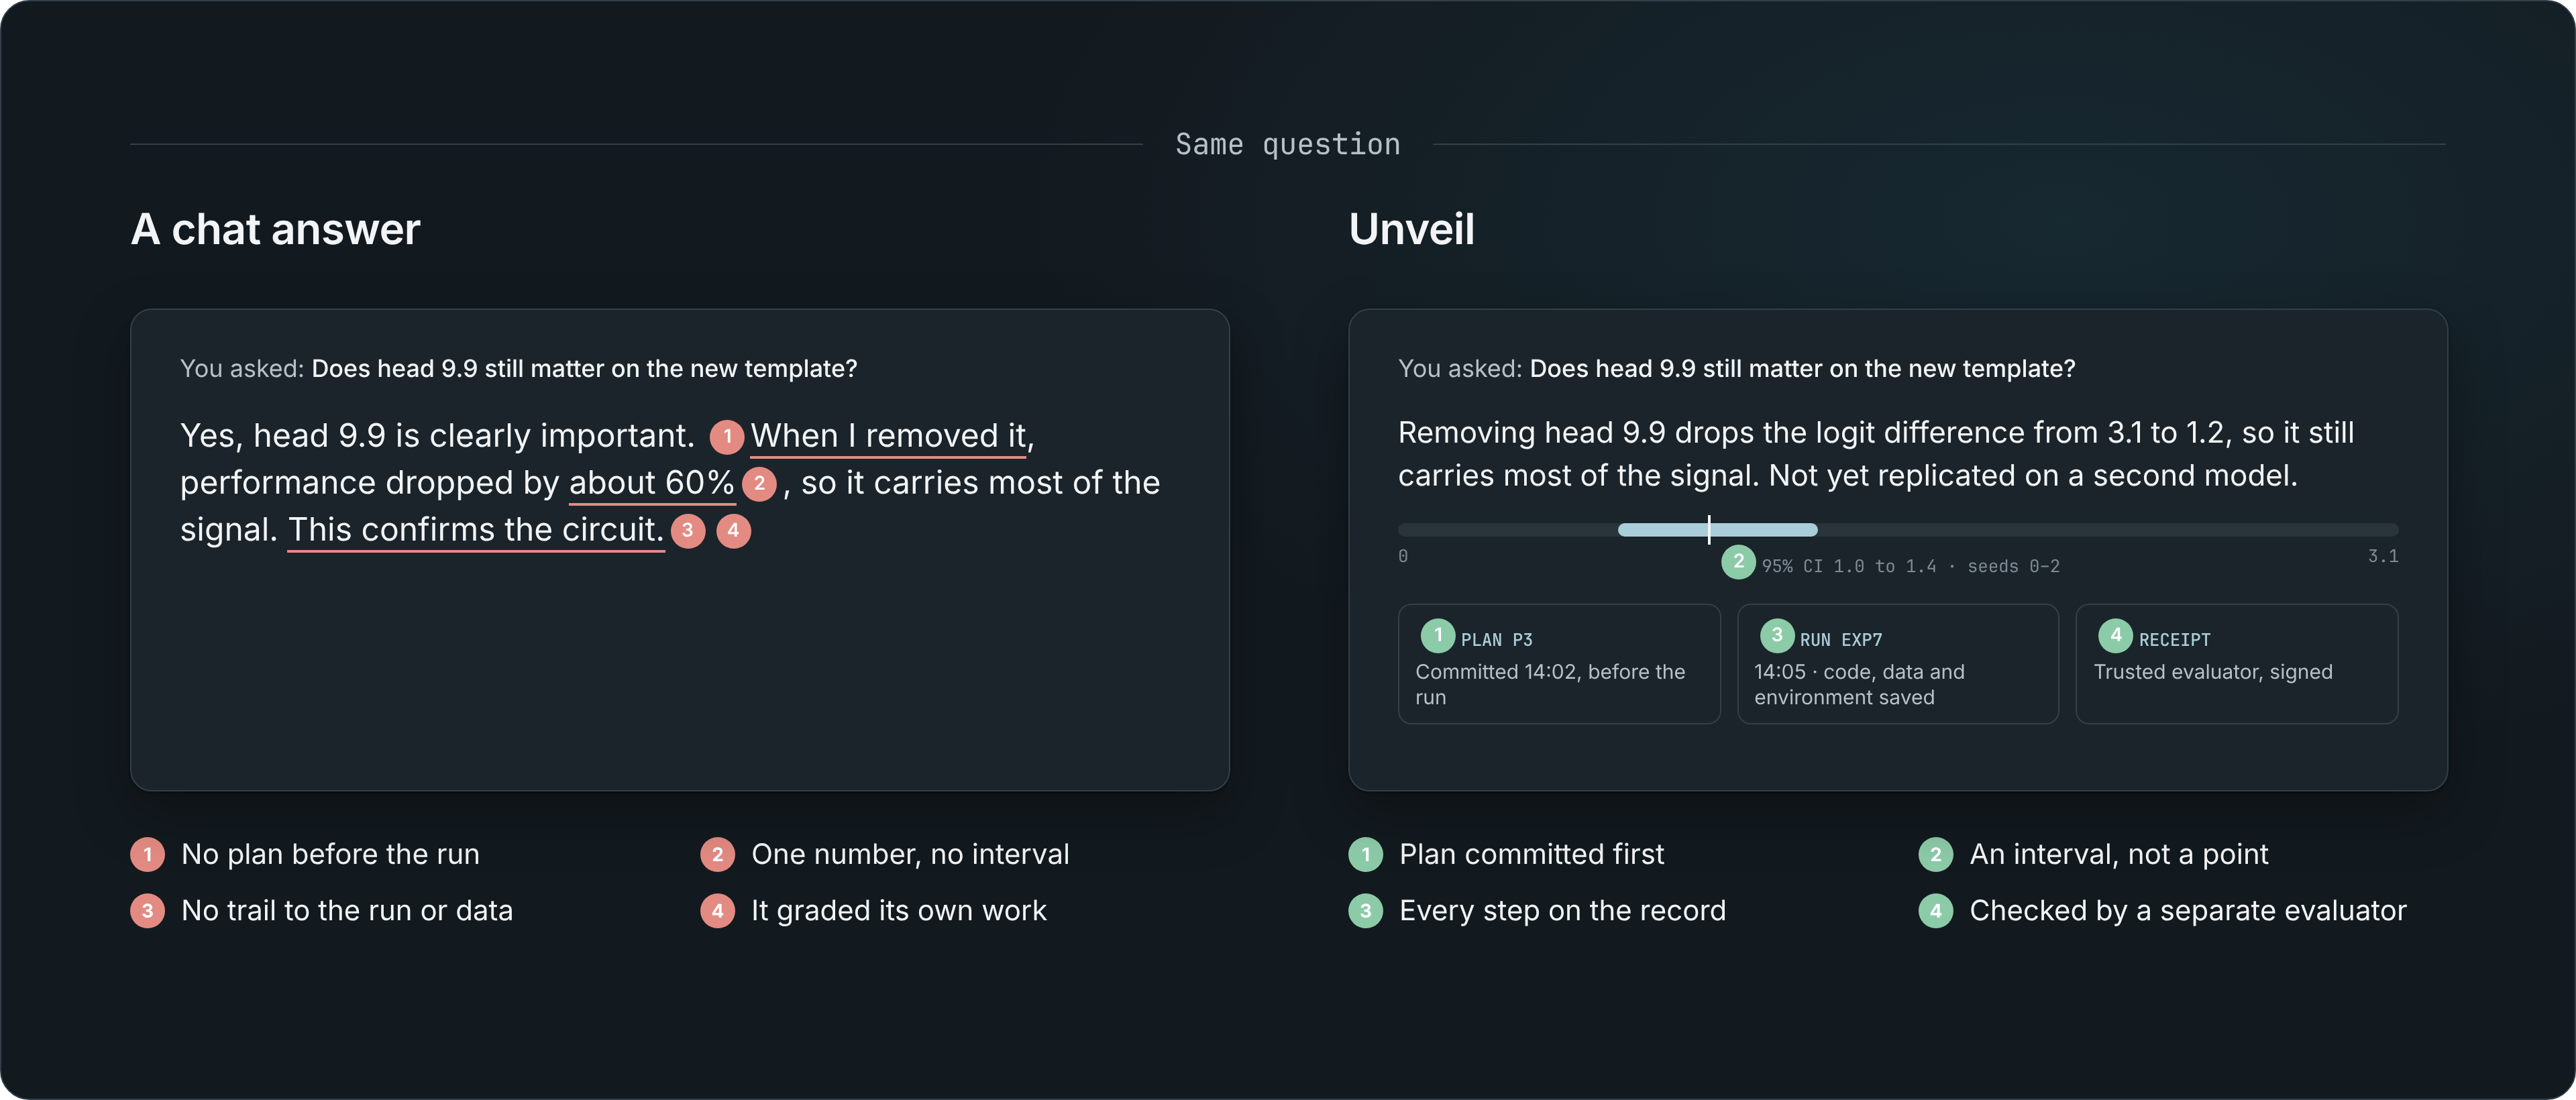 Same question
A chat answer
You asked: Does head 9.9 still matter on the new template?
Yes, head 9.9 is clearly important. 1 When I removed it,
performance dropped by about 60% 2 , so it carries most of the
signal. This confirms the circuit. 3 4
1 No plan before the run
2 One number, no interval
3 No trail to the run or data
4 It graded its own work
Unveil
You asked: Does head 9.9 still matter on the new template?
Removing head 9.9 drops the logit difference from 3.1 to 1.2, so it still
carries most of the signal. Not yet replicated on a second model.
0
3.1
2 95% CI 1.0 to 1.4 · seeds 0–2
1 PLAN P3
Committed 14:02, before the
run
3 RUN EXP7
14:05 · code, data and
environment saved
4 RECEIPT
Trusted evaluator, signed
1 Plan committed first
2 An interval, not a point
3 Every step on the record
4 Checked by a separate evaluator